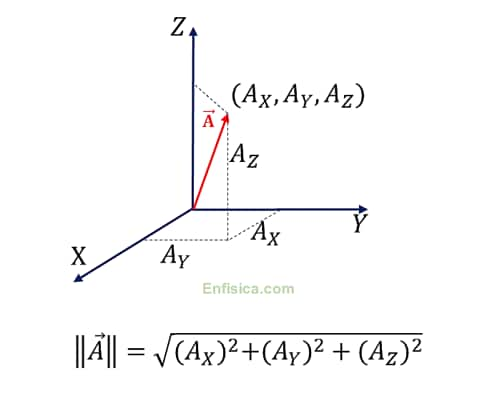 Z
(A_X, A_Y, A_Z)
A⃗
A_Z
Y
A_X
X
A_Y
Enfisica.com
‖A⃗‖ = √((A_X)²+(A_Y)² + (A_Z)²)